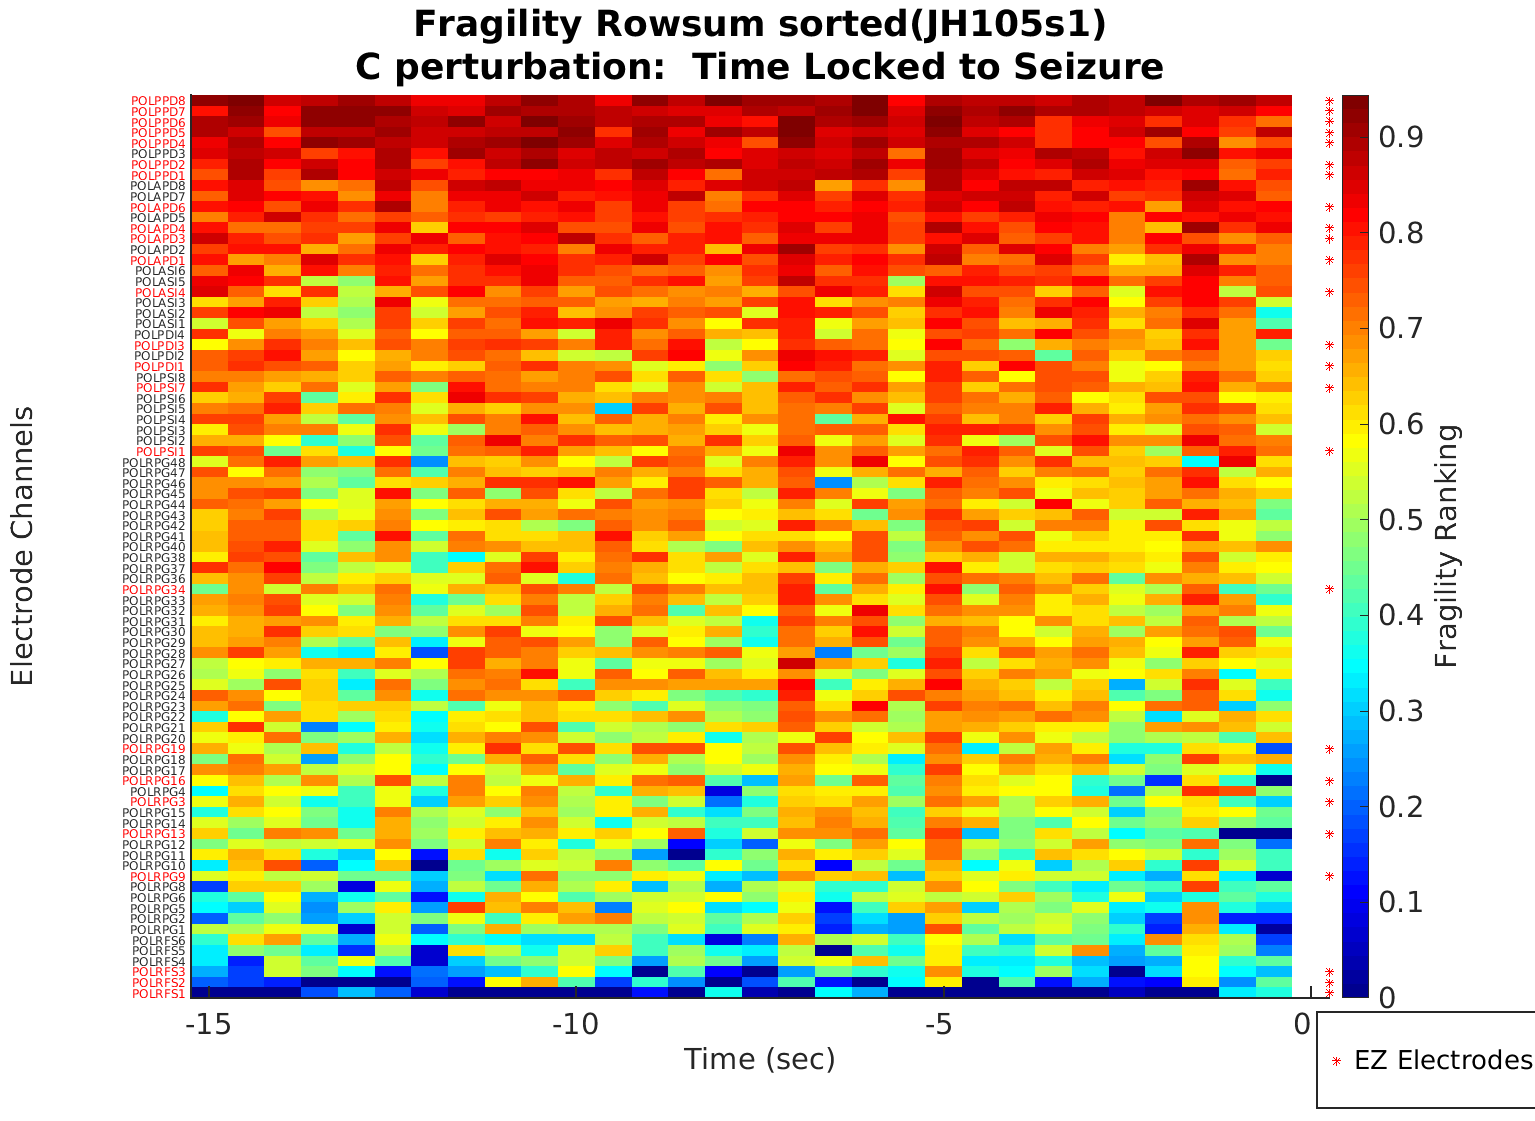 Fragility Rowsum sorted(JH105s1)
C perturbation: Time Locked to Seizure
Electrode Channels
POLPPD8
POLPPD7
POLPPD6
POLPPD5
POLPPD4
POLPPD3
POLPPD2
POLPPD1
POLAPD8
POLAPD7
POLAPD6
POLAPD5
POLAPD4
POLAPD3
POLAPD2
POLAPD1
POLASI6
POLASI5
POLASI4
POLASI3
POLASI2
POLASI1
POLPDI4
POLPDI3
POLPDI2
POLPDI1
POLPSI8
POLPSI7
POLPSI6
POLPSI5
POLPSI4
POLPSI3
POLPSI2
POLPSI1
POLRPG48
POLRPG47
POLRPG46
POLRPG45
POLRPG44
POLRPG43
POLRPG42
POLRPG41
POLRPG40
POLRPG38
POLRPG37
POLRPG36
POLRPG34
POLRPG33
POLRPG32
POLRPG31
POLRPG30
POLRPG29
POLRPG28
POLRPG27
POLRPG26
POLRPG25
POLRPG24
POLRPG23
POLRPG22
POLRPG21
POLRPG20
POLRPG19
POLRPG18
POLRPG17
POLRPG16
POLRPG4
POLRPG3
POLRPG15
POLRPG14
POLRPG13
POLRPG12
POLRPG11
POLRPG10
POLRPG9
POLRPG8
POLRPG6
POLRPG5
POLRPG2
POLRPG1
POLRFS6
POLRFS5
POLRFS4
POLRFS3
POLRFS2
POLRFS1
-15
-10
-5
0
Time (sec)
0.9
0.8
0.7
0.6
0.5
0.4
0.3
0.2
0.1
0
Fragility Ranking
EZ Electrodes